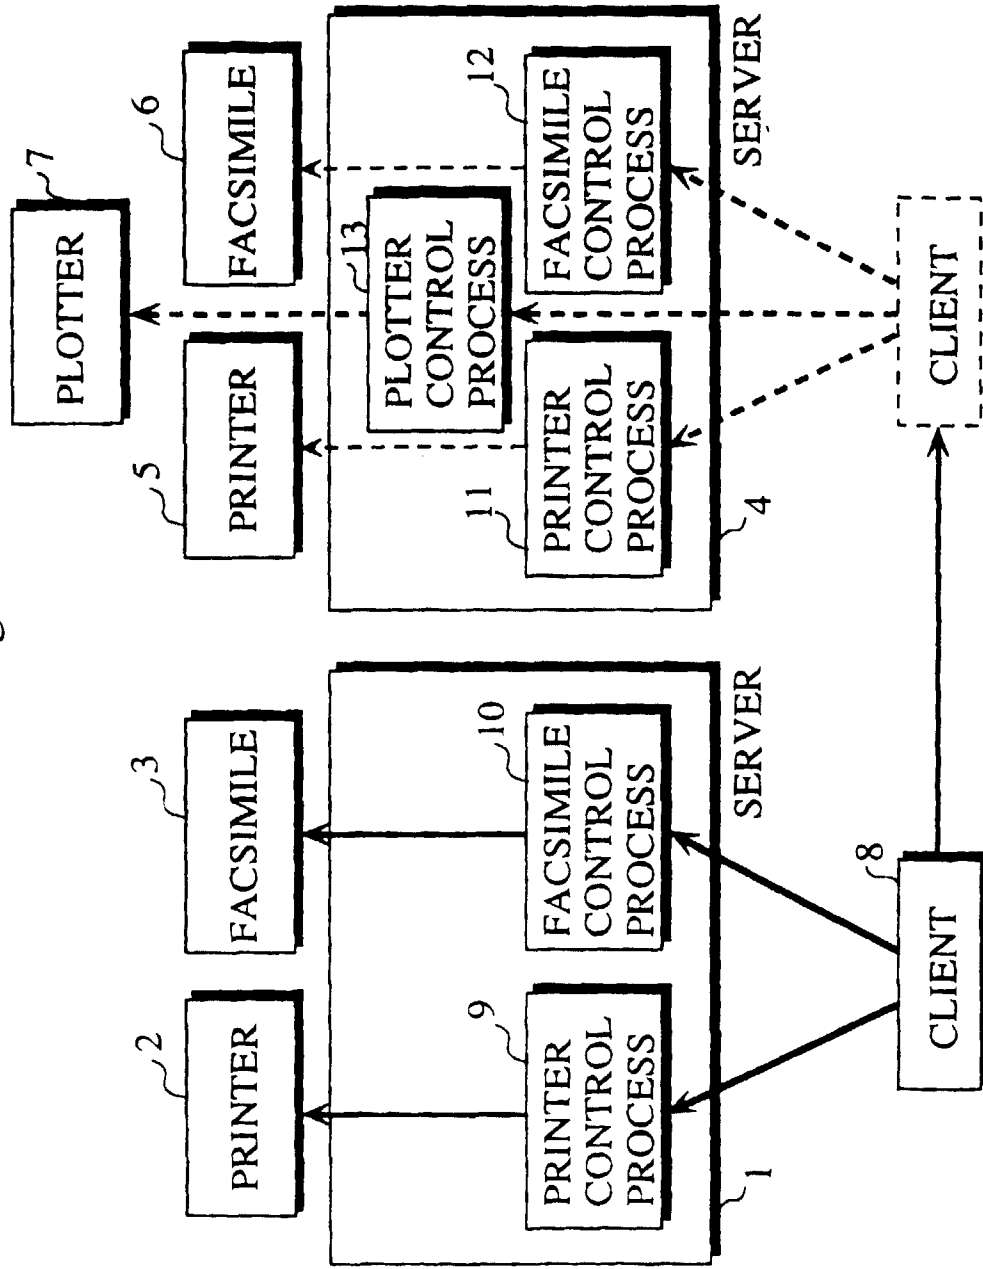 7
PLOTTER
2
PRINTER
3
FACSIMILE
5
PRINTER
6
FACSIMILE
13
PLOTTER
CONTROL
PROCESS
9
PRINTER
CONTROL
PROCESS
10
FACSIMILE
CONTROL
PROCESS
11
PRINTER
CONTROL
PROCESS
12
FACSIMILE
CONTROL
PROCESS
1
SERVER
4
SERVER
8
CLIENT
CLIENT